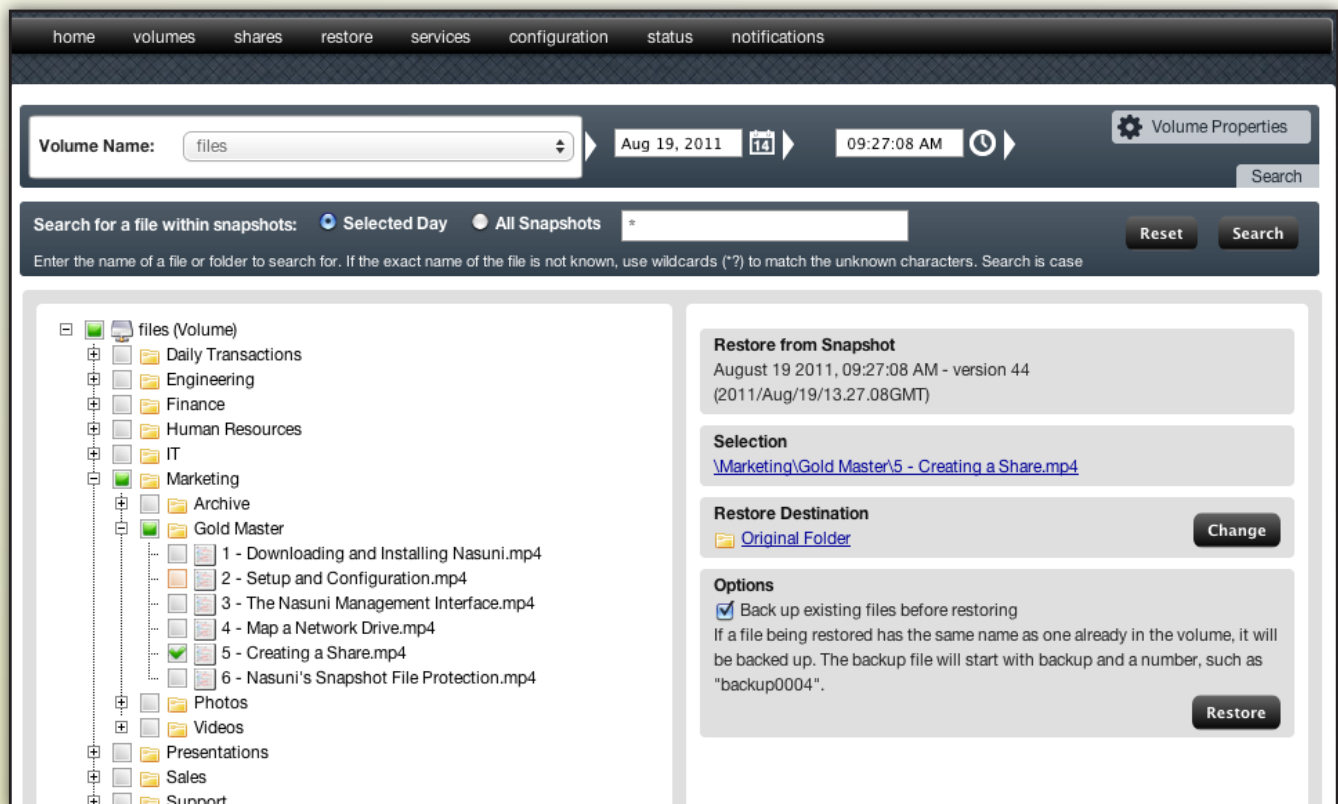 home volumes shares restore services configuration status notifications
Volume Name: files Aug 19, 2011 14 09:27:08 AM Volume Properties
Search
Search for a file within snapshots: Selected Day All Snapshots * Reset Search
Enter the name of a file or folder to search for. If the exact name of the file is not known, use wildcards (*?) to match the unknown characters. Search is case
files (Volume)
Daily Transactions
Engineering
Finance
Human Resources
IT
Marketing
Archive
Gold Master
1 - Downloading and Installing Nasuni.mp4
2 - Setup and Configuration.mp4
3 - The Nasuni Management Interface.mp4
4 - Map a Network Drive.mp4
5 - Creating a Share.mp4
6 - Nasuni's Snapshot File Protection.mp4
Photos
Videos
Presentations
Sales
Support
Restore from Snapshot
August 19 2011, 09:27:08 AM - version 44
(2011/Aug/19/13.27.08GMT)
Selection
\Marketing\Gold Master\5 - Creating a Share.mp4
Restore Destination
Original Folder Change
Options
Back up existing files before restoring
If a file being restored has the same name as one already in the volume, it will
be backed up. The backup file will start with backup and a number, such as
"backup0004".
Restore